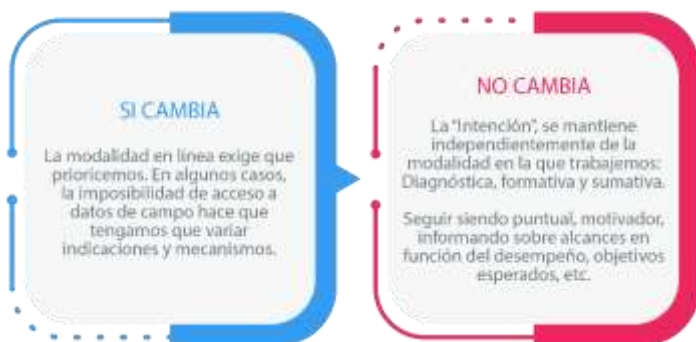 SI CAMBIA
La modalidad en línea exige que
prioricemos. En algunos casos,
la imposibilidad de acceso a
datos de campo hace que
tengamos que variar
indicaciones y mecanismos.
NO CAMBIA
La "Intención", se mantiene
independientemente de la
modalidad en la que trabajemos:
Diagnóstica, formativa y sumativa.
Seguir siendo puntual, motivador,
informando sobre alcances en
función del desempeño, objetivos
esperados, etc.